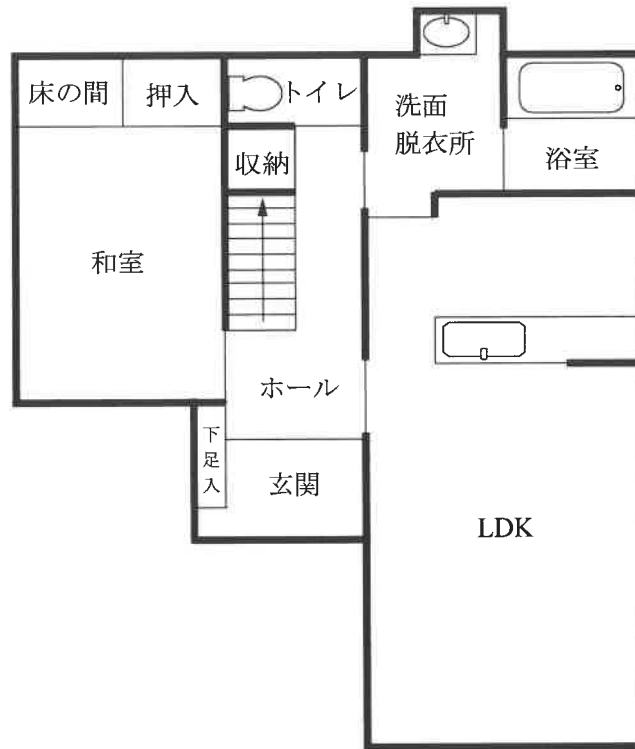 床の間
押入
トイレ
洗面
脱衣所
浴室
収納
和室
ホール
下足入
玄関
LDK